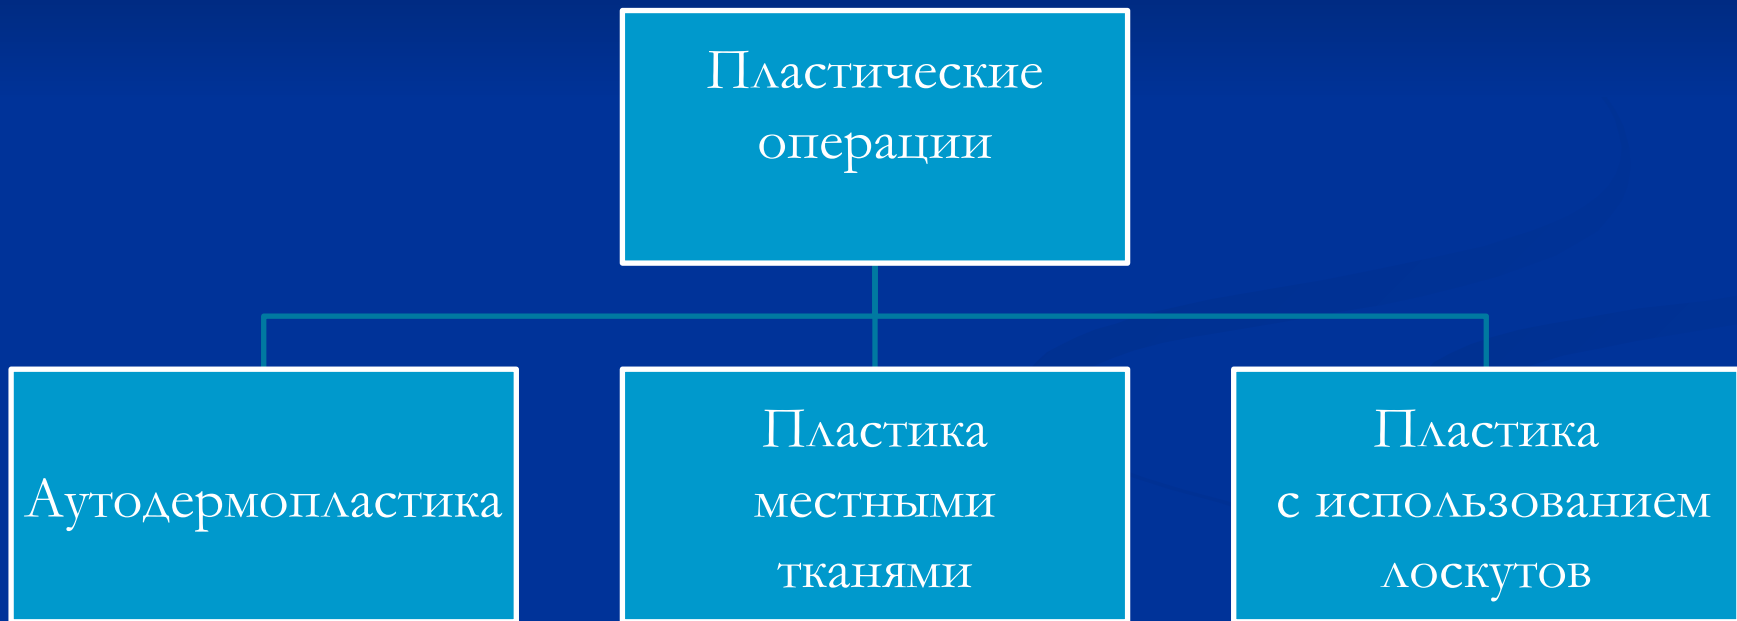 Пластические
операции
Аутодермопластика
Пластика
местными
тканями
Пластика
с использованием
лоскутов